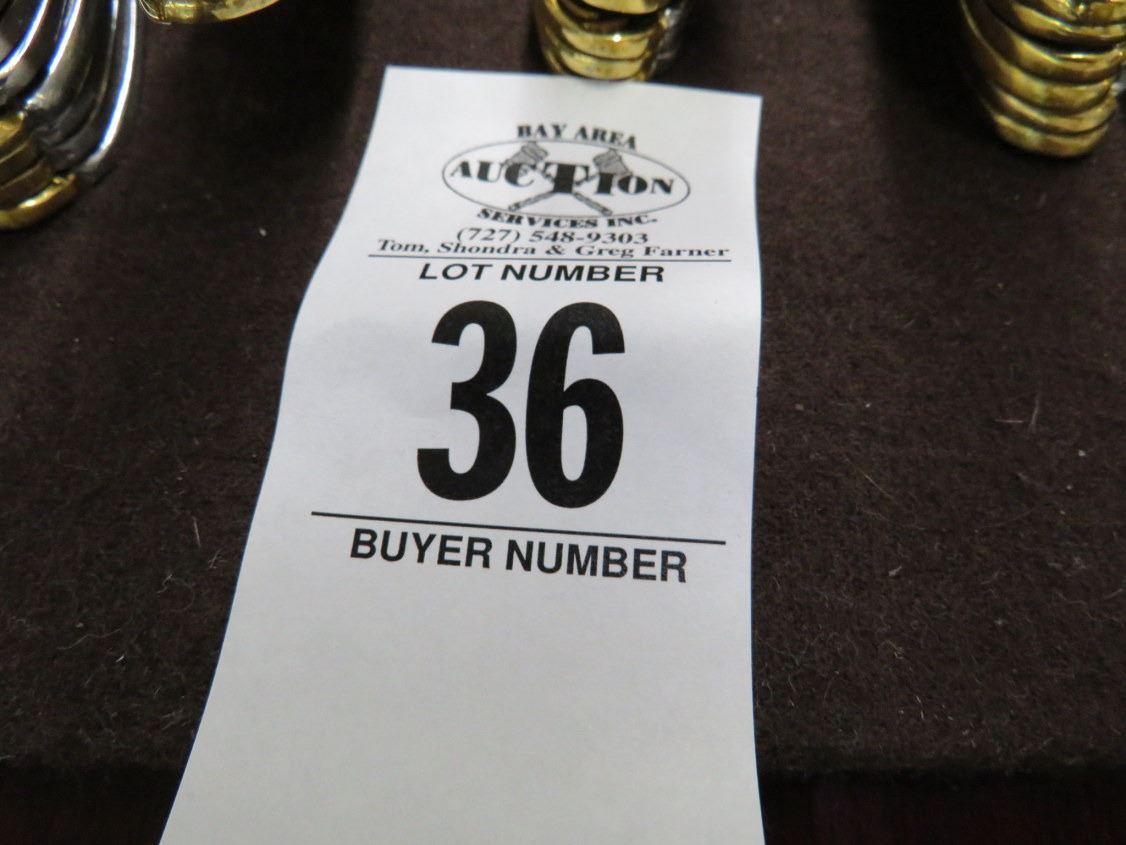 BAY AREA
AUCTION
SERVICES INC.
(727) 548-9303
Tom, Shondra & Greg Farner
LOT NUMBER
36
BUYER NUMBER